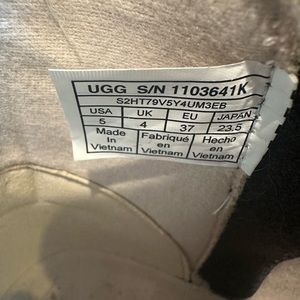 UGG S/N 1103641K
S2HT79V5Y4UM3EB
USA UK EU JAPAN
5 4 37 23.5
Made Fabriqué Hecho
in en en
Vietnam Vietnam Vietnam